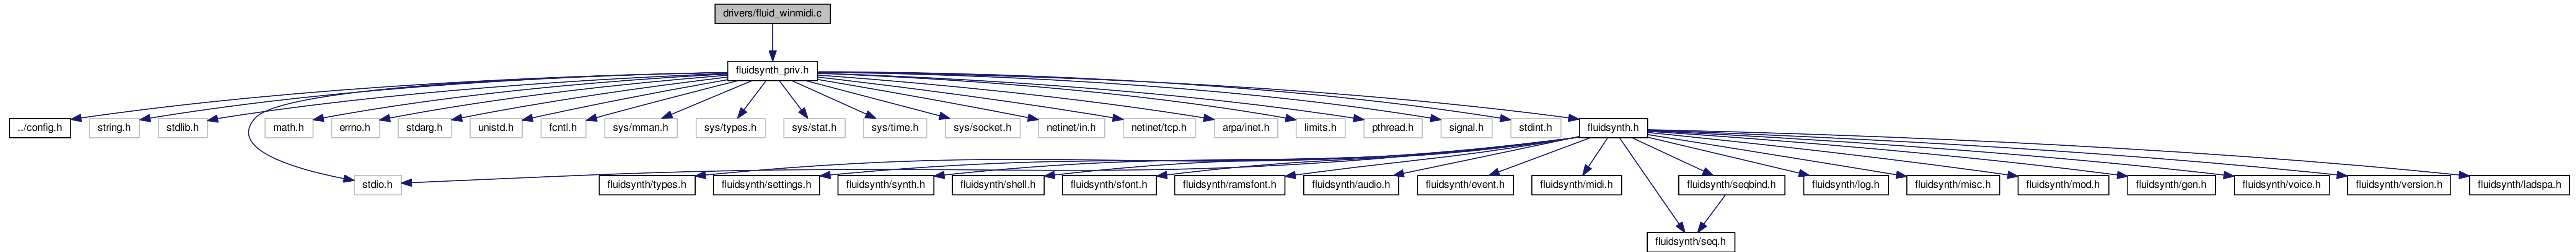 drivers/fluid_winmidi.c
fluidsynth_priv.h
../config.h
string.h
stdlib.h
math.h
errno.h
stdarg.h
unistd.h
fcntl.h
sys/mman.h
sys/types.h
sys/stat.h
sys/time.h
sys/socket.h
netinet/in.h
netinet/tcp.h
arpa/inet.h
limits.h
pthread.h
signal.h
stdint.h
fluidsynth.h
stdio.h
fluidsynth/types.h
fluidsynth/settings.h
fluidsynth/synth.h
fluidsynth/shell.h
fluidsynth/sfont.h
fluidsynth/ramsfont.h
fluidsynth/audio.h
fluidsynth/event.h
fluidsynth/midi.h
fluidsynth/seqbind.h
fluidsynth/log.h
fluidsynth/misc.h
fluidsynth/mod.h
fluidsynth/gen.h
fluidsynth/voice.h
fluidsynth/version.h
fluidsynth/ladspa.h
fluidsynth/seq.h